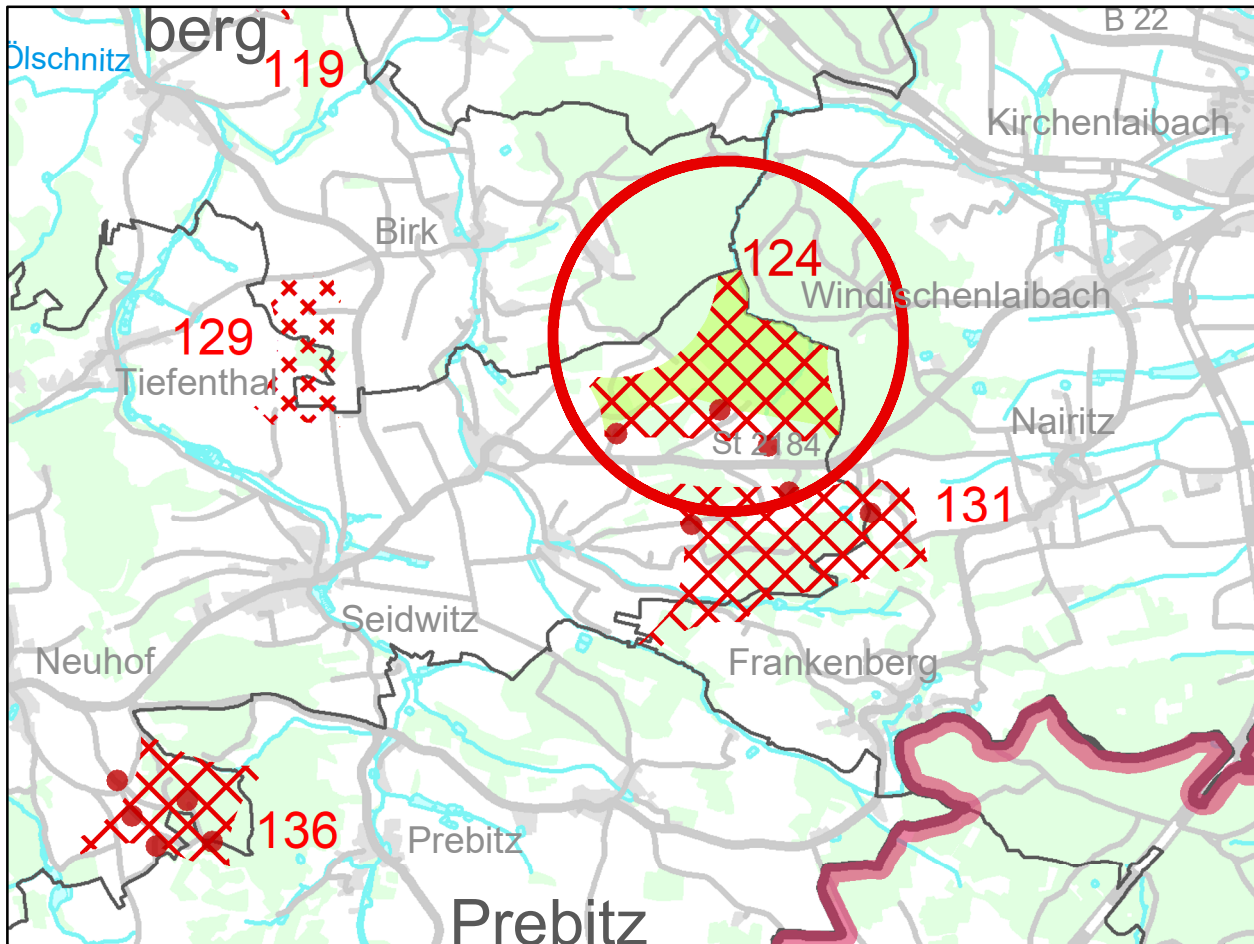 berg
B 22
Ölschnitz
119
Kirchenlaibach
Birk
124
Windischenlaibach
129
Tiefenthal
Nairitz
St 2184
131
Seidwitz
Neuhof
Frankenberg
136
Prebitz
Prebitz